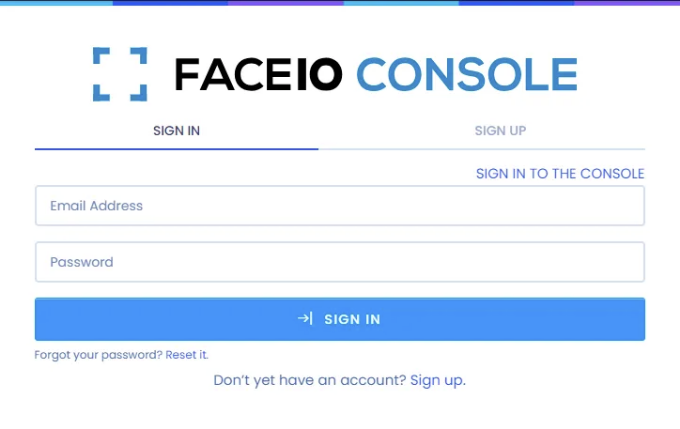 FACEIO CONSOLE
SIGN IN
SIGN UP
SIGN IN TO THE CONSOLE
Email Address
Password
SIGN IN
Forgot your password? Reset it.
Don't yet have an account? Sign up.